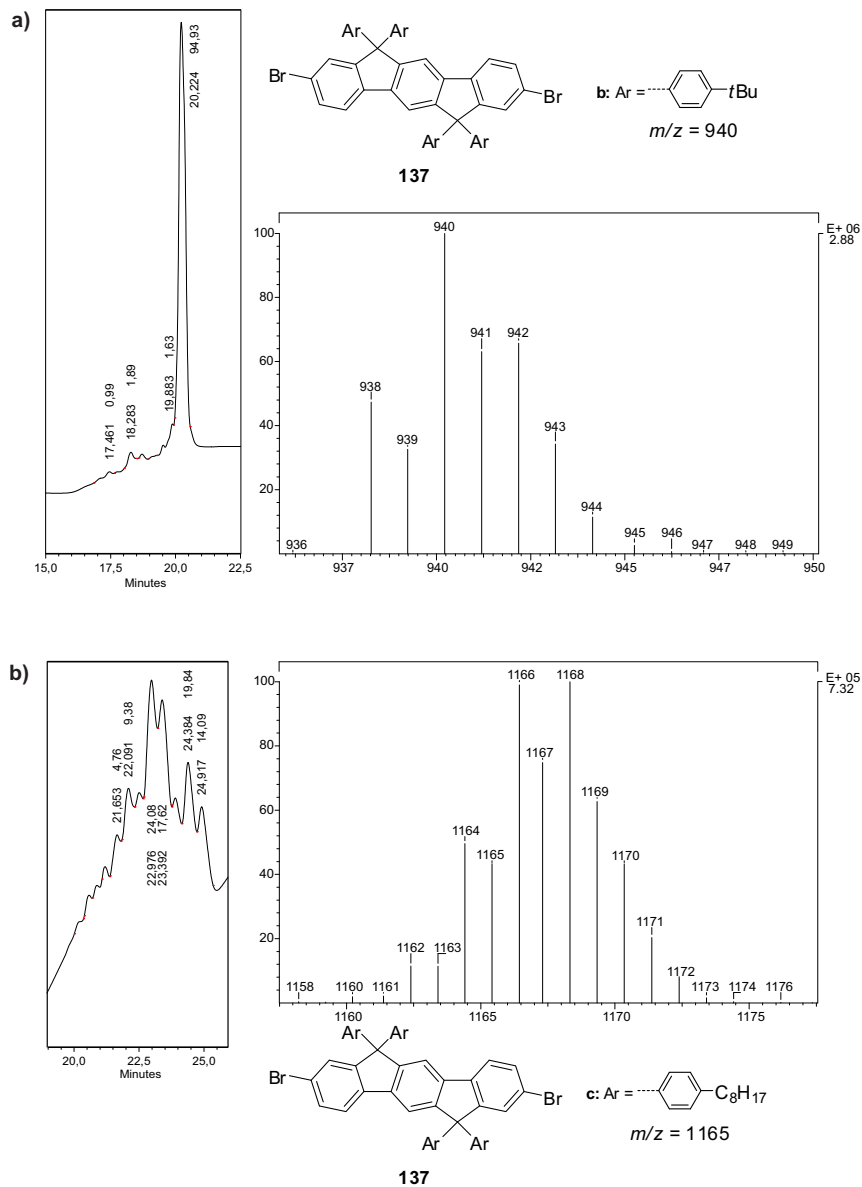 a)
94,93
20,224
1,63
19,883
1,89
18,283
0,99
17,461
15,0 17,5 20,0 22,5
Minutes
Ar Ar
Br
Br
Ar Ar
137
b: Ar =
tBu
m/z = 940
E+ 06
2.88
100
80
60
40
20
936 938 939 940 941 942 943 944 945 946 947 948 949
937 940 942 945 947 950
b)
19,84
24,384
14,09
24,917
9,38
22,091
4,76
21,653
24,08
22,976
17,62
23,392
20,0 22,5 25,0
Minutes
E+ 05
7.32
100
80
60
40
20
1158 1160 1161 1162 1163 1164 1165 1166 1167 1168 1169 1170 1171 1172 1173 1174 1176
1160 1165 1170 1175
Ar Ar
Br
Br
Ar Ar
137
c: Ar =
C8H17
m/z = 1165